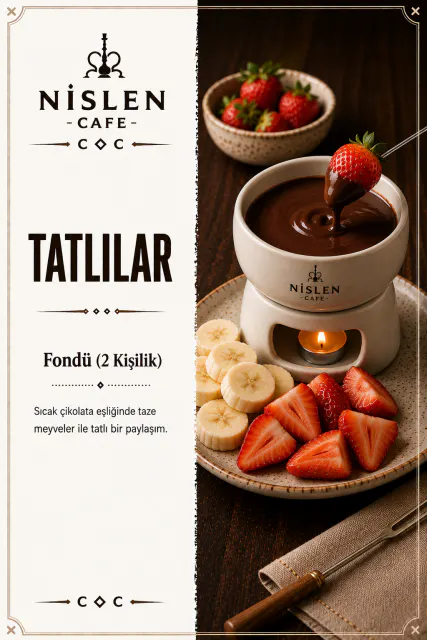 NİSLEN
- CAFE -
C ◇ C
TATLILAR
Fondü (2 Kişilik)
Sıcak çikolata eşliğinde taze
meyveler ile tatlı bir paylaşım.
C ◇ C
NİSLEN
- CAFE -